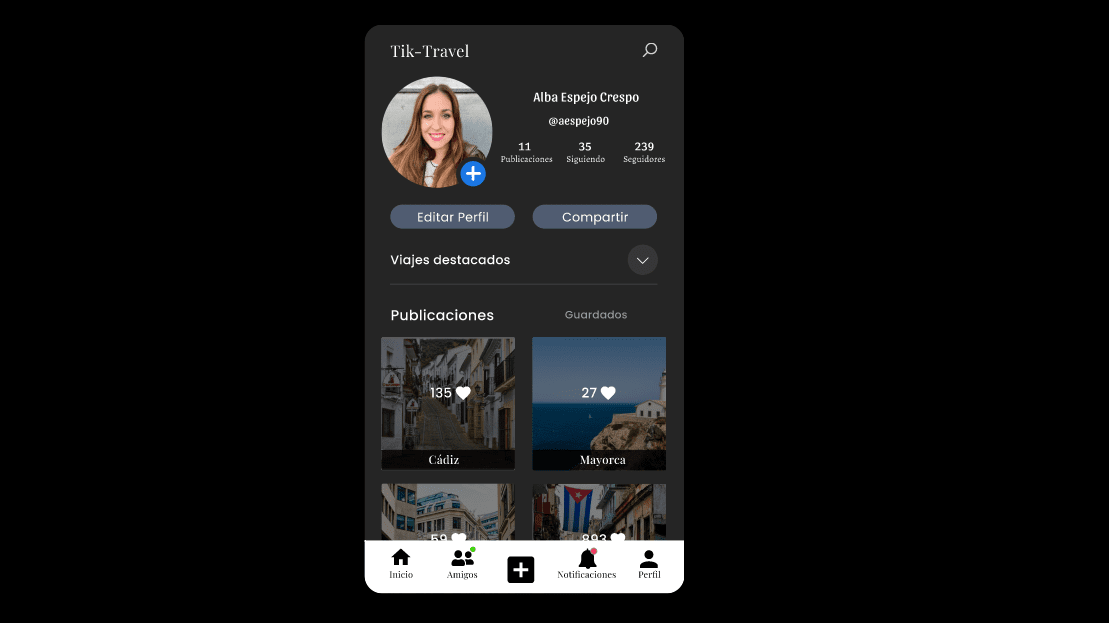 Tik-Travel
Alba Espejo Crespo
@aespejo90
11 35 239
Publicaciones Siguiendo Seguidores
Editar Perfil Compartir
Viajes destacados
Publicaciones Guardados
135 27
Cádiz Mayorca
59 893
Inicio Amigos Notificaciones Perfil